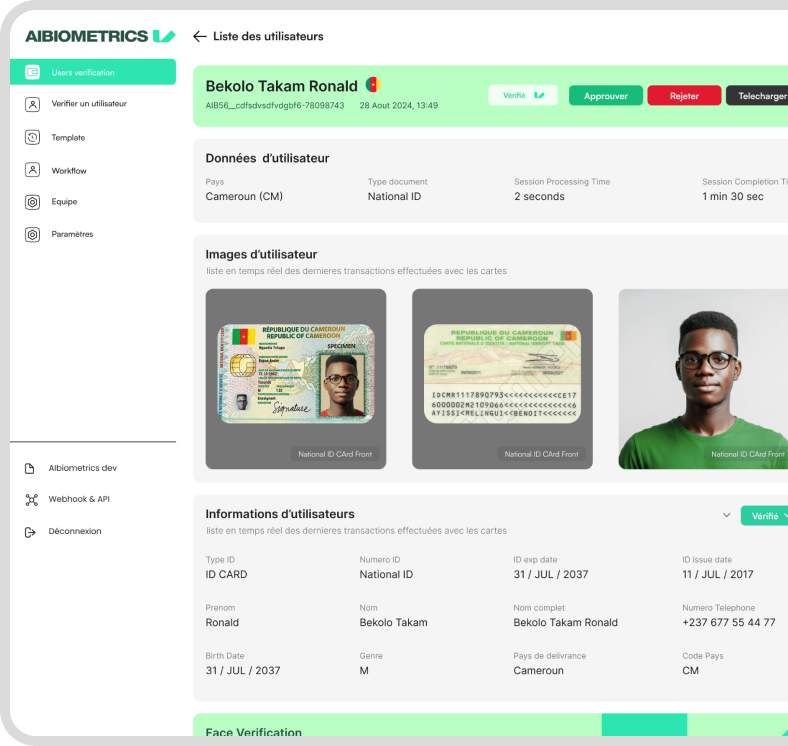 AIBIOMETRICS
Liste des utilisateurs
Users verification
Verifier un utilisateur
Template
Workflow
Equipe
Paramètres
AIbiometrics dev
Webhook & API
Déconnexion
Bekolo Takam Ronald
AIB56__cdfsdvsdfvdgbf6-78098743 28 Aout 2024, 13:49
Vérifié
Approuver
Rejeter
Telecharger
Données d'utilisateur
Pays Type document Session Processing Time Session Completion Ti
Cameroun (CM) National ID 2 seconds 1 min 30 sec
Images d'utilisateur
liste en temps réel des dernieres transactions effectuées avec les cartes
RÉPUBLIQUE DU CAMEROUN
REPUBLIC OF CAMEROON
SPECIMEN
Signature
National ID CArd Front
REPUBLIQUE DU CAMEROUN
REPUBLIC OF CAMEROON
IDCMR1117890793<<<<<<<<<<<<CE17
National ID CArd Front
National ID CArd Front
Informations d'utilisateurs
liste en temps réel des dernieres transactions effectuées avec les cartes
Vérifié
Type ID Numero ID ID exp date ID issue date
ID CARD National ID 31 / JUL / 2037 11 / JUL / 2017
Prenom Nom Nom complet Numero Telephone
Ronald Bekolo Takam Bekolo Takam Ronald +237 677 55 44 77
Birth Date Genre Pays de delivrance Code Pays
31 / JUL / 2037 M Cameroun CM
Face Verification